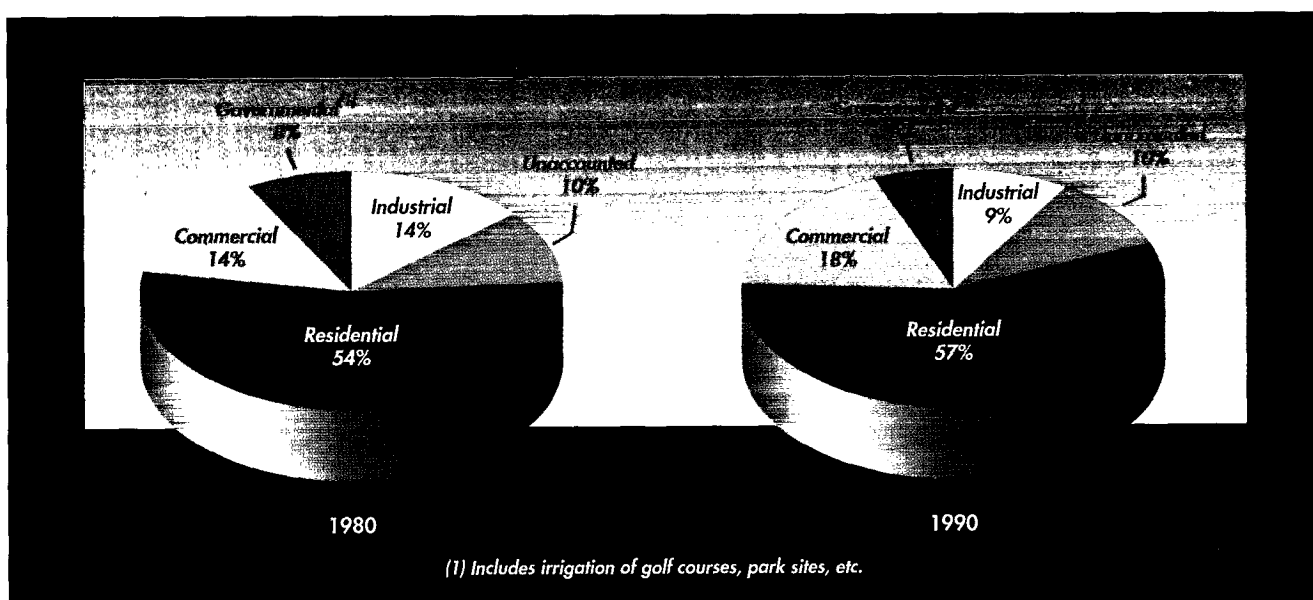 Governmental(1)
8%
Unaccounted
10%
Industrial
14%
Commercial
14%
Residential
54%
10%
Industrial
9%
Commercial
18%
Residential
57%
1980
1990
(1) Includes irrigation of golf courses, park sites, etc.